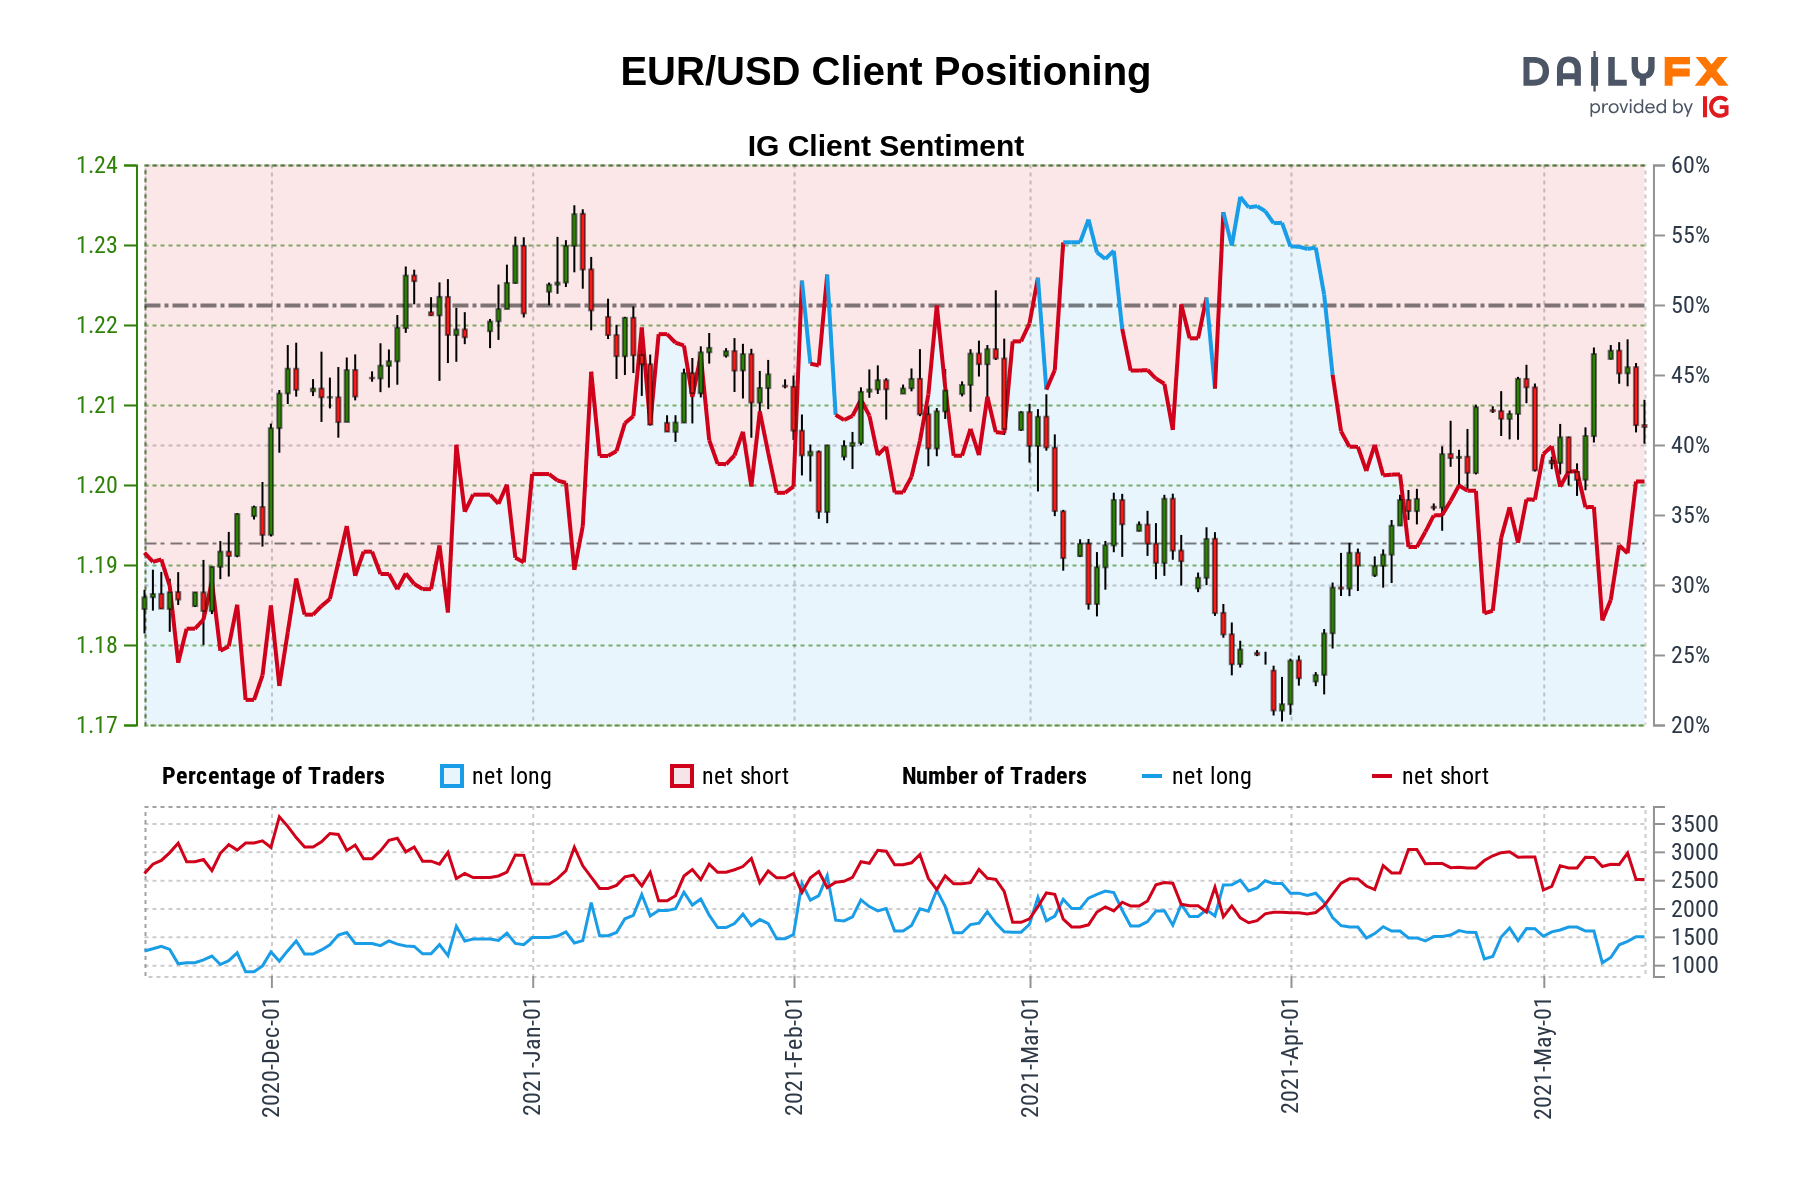 EUR/USD Client Positioning
DAILYFX
provided by IG
IG Client Sentiment
1.24
1.23
1.22
1.21
1.20
1.19
1.18
1.17
60%
55%
50%
45%
40%
35%
30%
25%
20%
Percentage of Traders net long net short Number of Traders net long net short
3500
3000
2500
2000
1500
1000
2020-Dec-01
2021-Jan-01
2021-Feb-01
2021-Mar-01
2021-Apr-01
2021-May-01